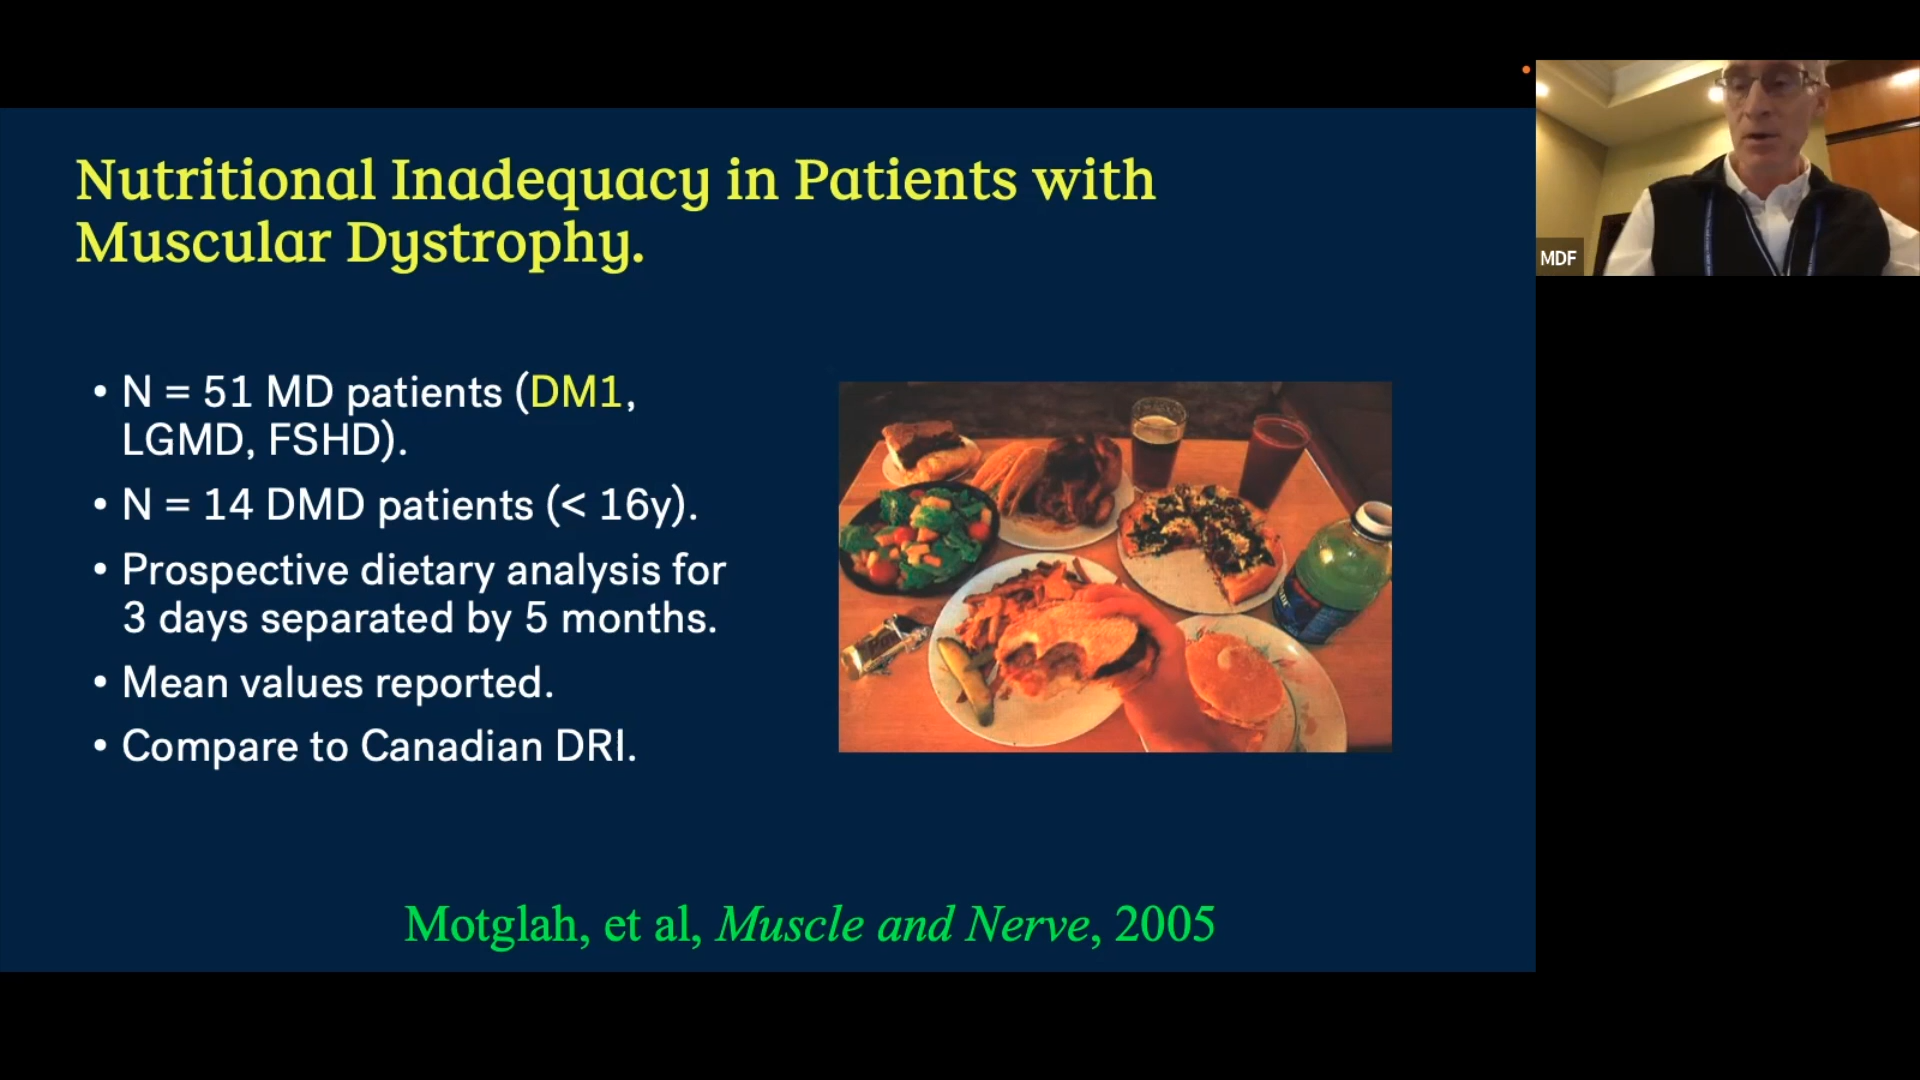 Nutritional Inadequacy in Patients with
Muscular Dystrophy.
• N = 51 MD patients (DM1,
LGMD, FSHD).
• N = 14 DMD patients (< 16y).
• Prospective dietary analysis for
3 days separated by 5 months.
• Mean values reported.
• Compare to Canadian DRI.
Motglah, et al, Muscle and Nerve, 2005
MDF